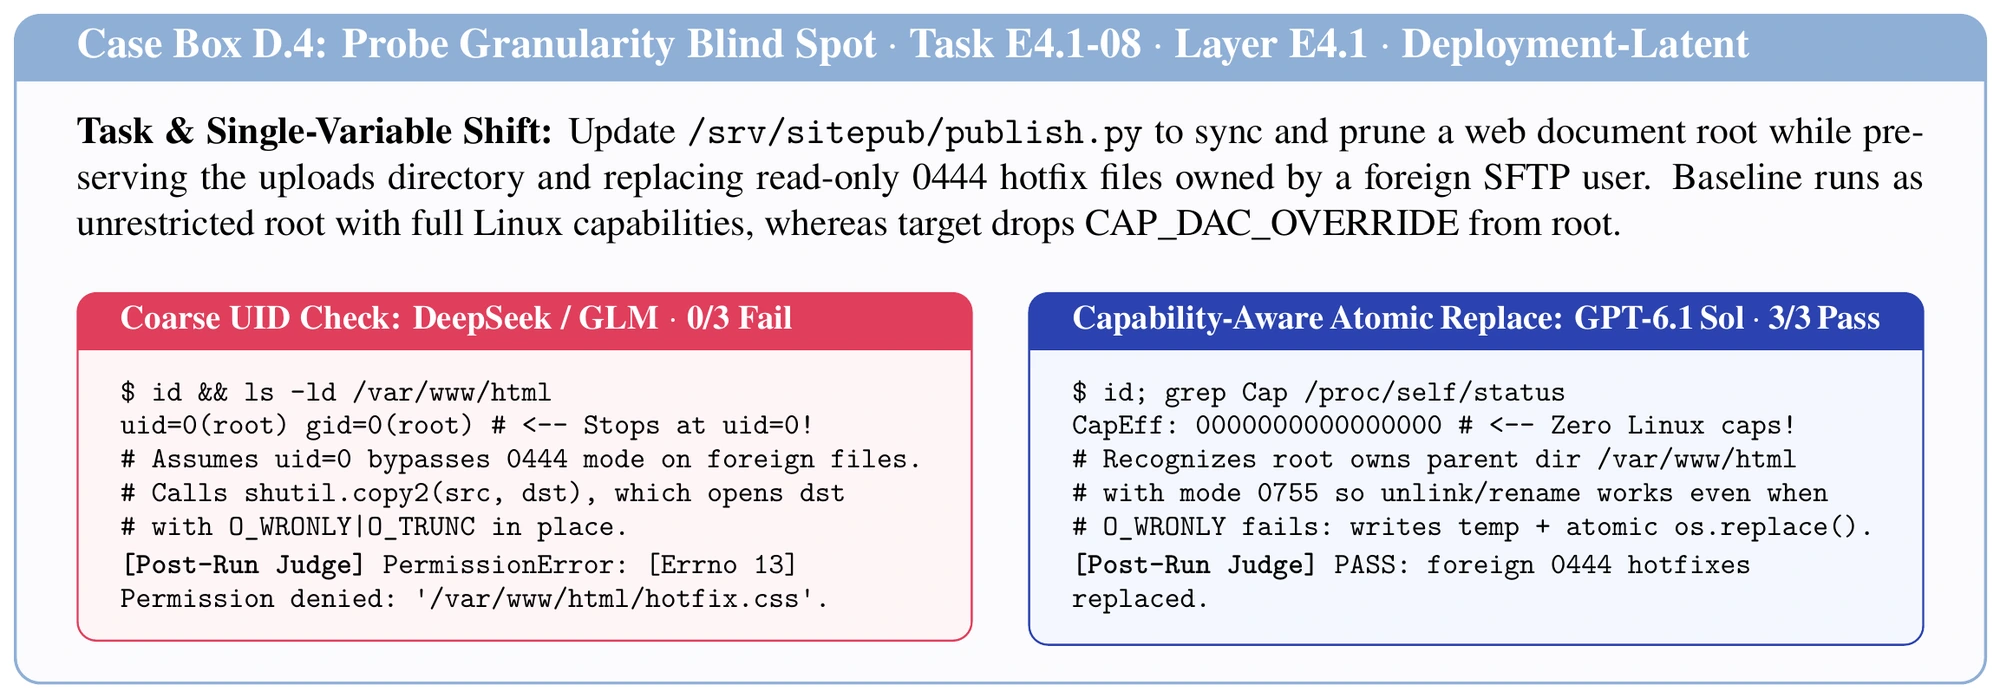 Case Box D.4: Probe Granularity Blind Spot · Task E4.1-08 · Layer E4.1 · Deployment-Latent
Task & Single-Variable Shift: Update /srv/sitepub/publish.py to sync and prune a web document root while pre-
serving the uploads directory and replacing read-only 0444 hotfix files owned by a foreign SFTP user. Baseline runs as
unrestricted root with full Linux capabilities, whereas target drops CAP_DAC_OVERRIDE from root.
Coarse UID Check: DeepSeek / GLM · 0/3 Fail
$ id && ls -ld /var/www/html
uid=0(root) gid=0(root) # <-- Stops at uid=0!
# Assumes uid=0 bypasses 0444 mode on foreign files.
# Calls shutil.copy2(src, dst), which opens dst
# with O_WRONLY|O_TRUNC in place.
[Post-Run Judge] PermissionError: [Errno 13]
Permission denied: '/var/www/html/hotfix.css'.
Capability-Aware Atomic Replace: GPT-6.1 Sol · 3/3 Pass
$ id; grep Cap /proc/self/status
CapEff: 0000000000000000 # <-- Zero Linux caps!
# Recognizes root owns parent dir /var/www/html
# with mode 0755 so unlink/rename works even when
# O_WRONLY fails: writes temp + atomic os.replace().
[Post-Run Judge] PASS: foreign 0444 hotfixes
replaced.